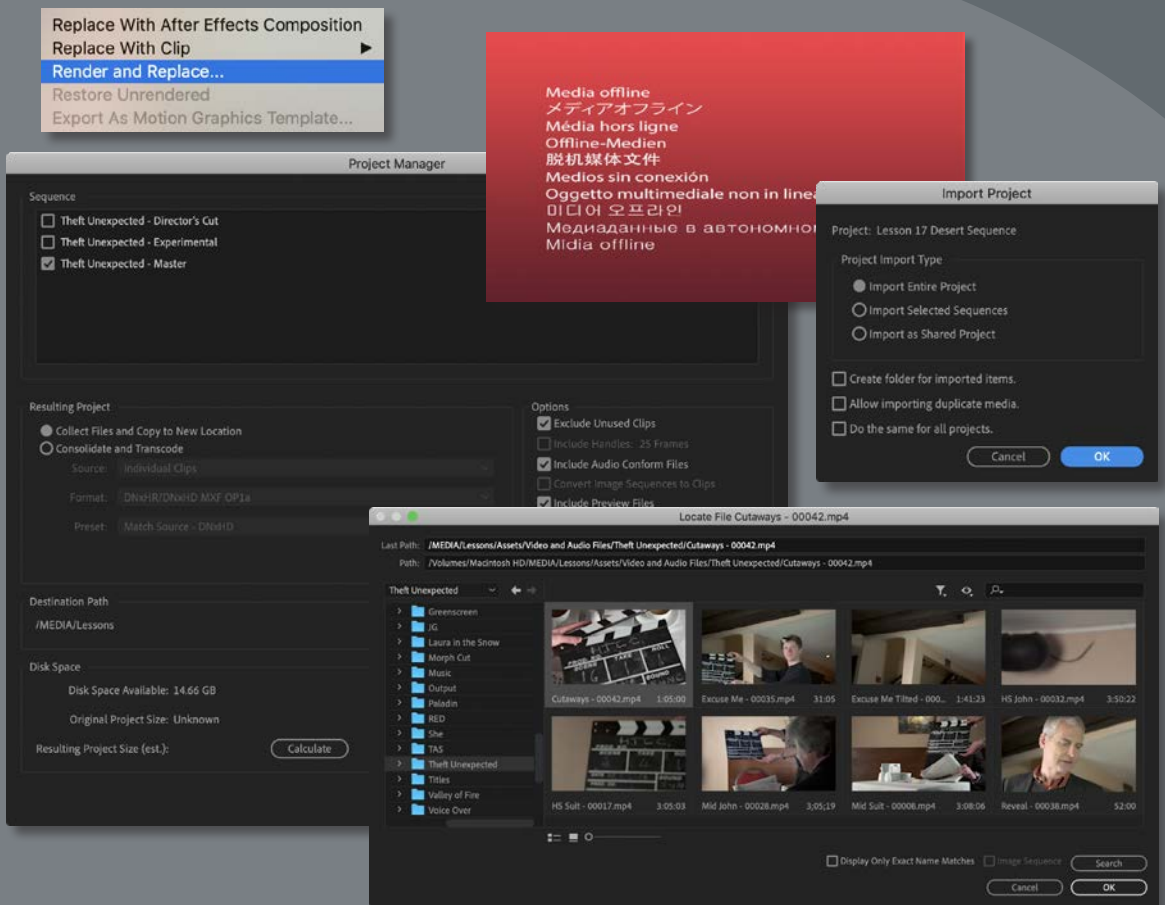 Replace With After Effects Composition
Replace With Clip
Render and Replace...
Restore Unrendered
Export As Motion Graphics Template...
Media offline
メディアオフライン
Média hors ligne
Offline-Medien
脱机媒体文件
Medios sin conexión
Oggetto multimediale non in linea
미디어 오프라인
Медиаданные в автономно
Mídia offline
Project Manager
Sequence
Theft Unexpected - Director's Cut
Theft Unexpected - Experimental
Theft Unexpected - Master
Resulting Project
Collect Files and Copy to New Location
Consolidate and Transcode
Source: Individual Clips
Format: DNxHR/DNxHD MXF OP1a
Preset: Match Source - DNxHD
Options
Exclude Unused Clips
Include Handles: 25 Frames
Include Audio Conform Files
Convert Image Sequences to Clips
Include Preview Files
Destination Path
/MEDIA/Lessons
Disk Space
Disk Space Available: 14.66 GB
Original Project Size: Unknown
Resulting Project Size (est.): Calculate
Import Project
Project: Lesson 17 Desert Sequence
Project Import Type
Import Entire Project
Import Selected Sequences
Import as Shared Project
Create folder for imported items.
Allow importing duplicate media.
Do the same for all projects.
Cancel OK
Locate File Cutaways - 00042.mp4
Last Path: /MEDIA/Lessons/Assets/Video and Audio Files/Theft Unexpected/Cutaways - 00042.mp4
Path: /Volumes/Macintosh HD/MEDIA/Lessons/Assets/Video and Audio Files/Theft Unexpected/Cutaways - 00042.mp4
Theft Unexpected
Greenscreen
JG
Laura in the Snow
Morph Cut
Music
Output
Paladin
RED
She
TAS
Theft Unexpected
Titles
Valley of Fire
Voice Over
Cutaways - 00042.mp4 1:05:00
Excuse Me - 00035.mp4 31:05
Excuse Me Tilted - 000... 1:41:23
HS John - 00032.mp4 3:50:22
HS Suit - 00017.mp4 3:05:03
Mid John - 00028.mp4 3;05;19
Mid Suit - 00008.mp4 3:08:06
Reveal - 00038.mp4 52:00
Display Only Exact Name Matches Image Sequence Search
Cancel OK